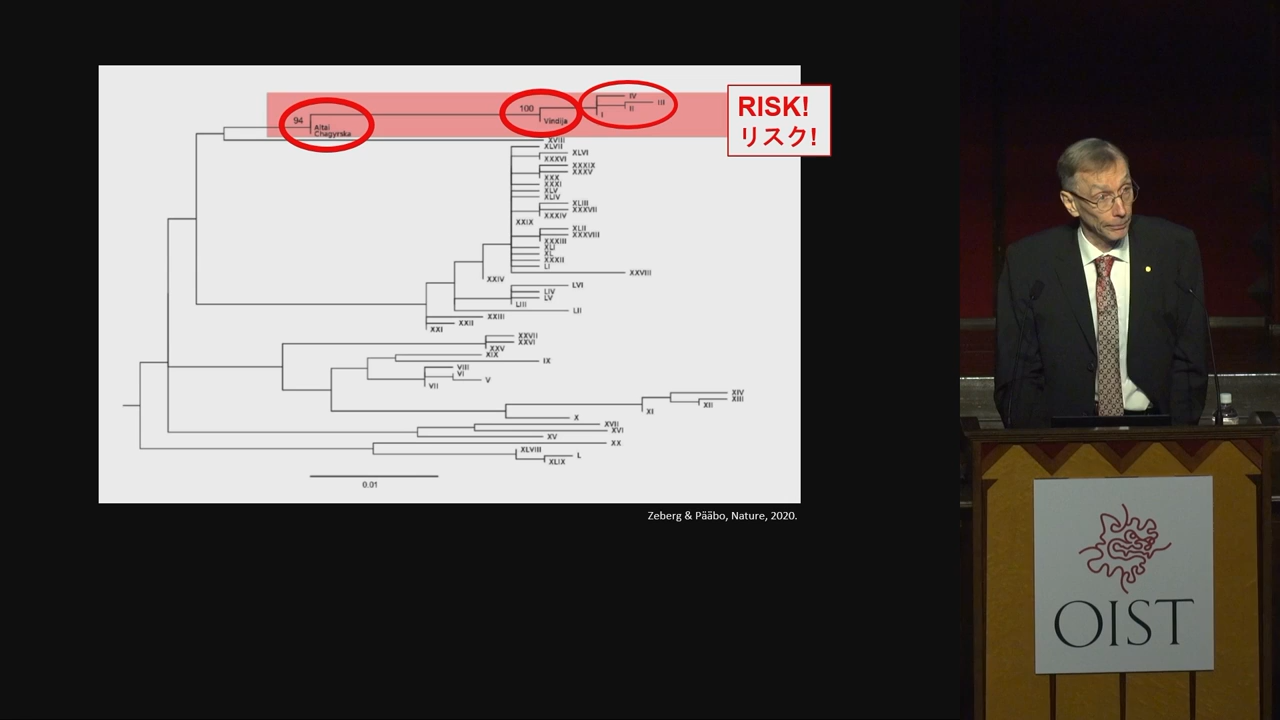 RISK!
リスク!
94
Altai
Chagyrska
100
Vindija
IV
III
II
I
XVIII
XLVII
XLVI
XXXVI
XXXIX
XXXV
XXX
XXXI
XLV
XLIV
XLIII
XXXVII
XXXIV
XXIX
XLII
XXXVIII
XXXIII
XLI
XL
XXXII
LI
XXVIII
XXIV
LVI
LIV
LV
LIII
LII
XXIII
XXII
XXI
XXVII
XXVI
XXV
XIX
IX
VIII
VI
V
VII
XIV
XIII
XII
XI
X
XVII
XVI
XV
XX
XLVIII
L
XLIX
0.01
Zeberg & Pääbo, Nature, 2020.
OIST